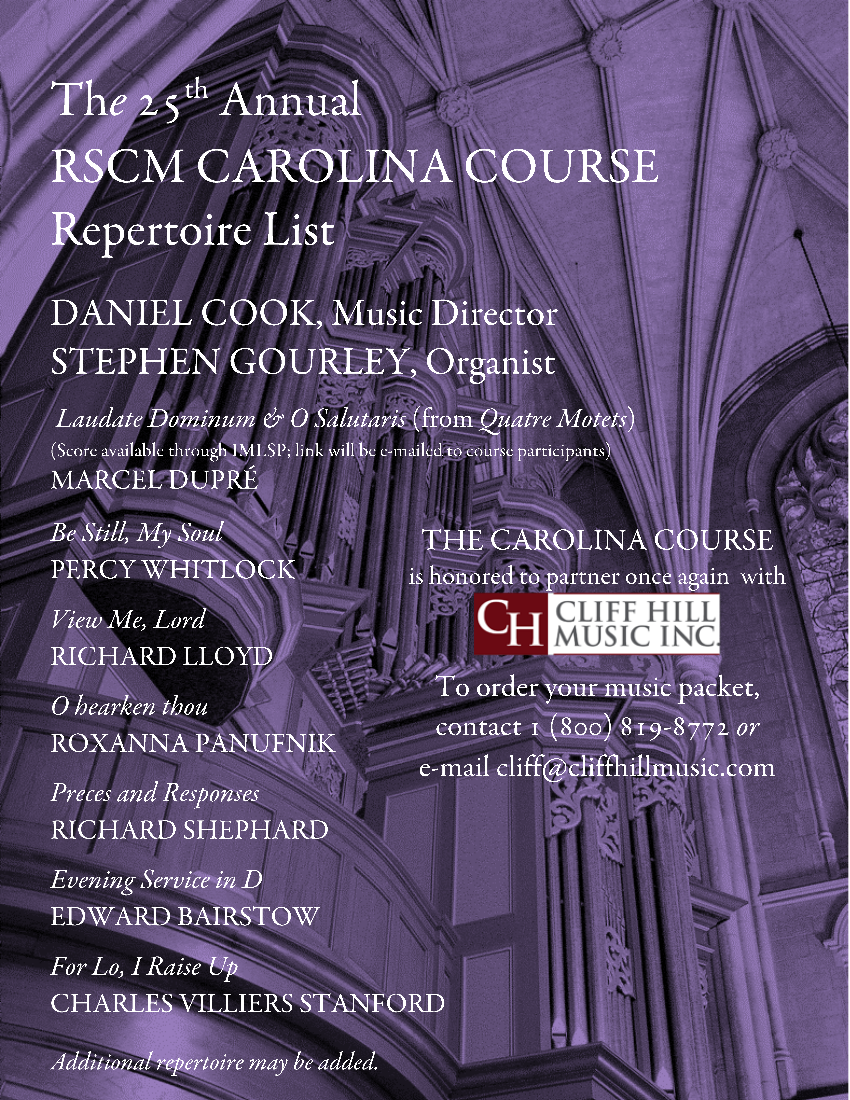 The 25th Annual
RSCM CAROLINA COURSE
Repertoire List
DANIEL COOK, Music Director
STEPHEN GOURLEY, Organist
Laudate Dominum & O Salutaris (from Quatre Motets)
(Score available through IMLSP; link will be e-mailed to course participants)
MARCEL DUPRÉ
Be Still, My Soul
PERCY WHITLOCK
View Me, Lord
RICHARD LLOYD
O hearken thou
ROXANNA PANUFNIK
Preces and Responses
RICHARD SHEPHARD
Evening Service in D
EDWARD BAIRSTOW
For Lo, I Raise Up
CHARLES VILLIERS STANFORD
Additional repertoire may be added.
THE CAROLINA COURSE
is honored to partner once again with
CH CLIFF HILL
MUSIC INC.
To order your music packet,
contact 1 (800) 819-8772 or
e-mail cliff@cliffhillmusic.com